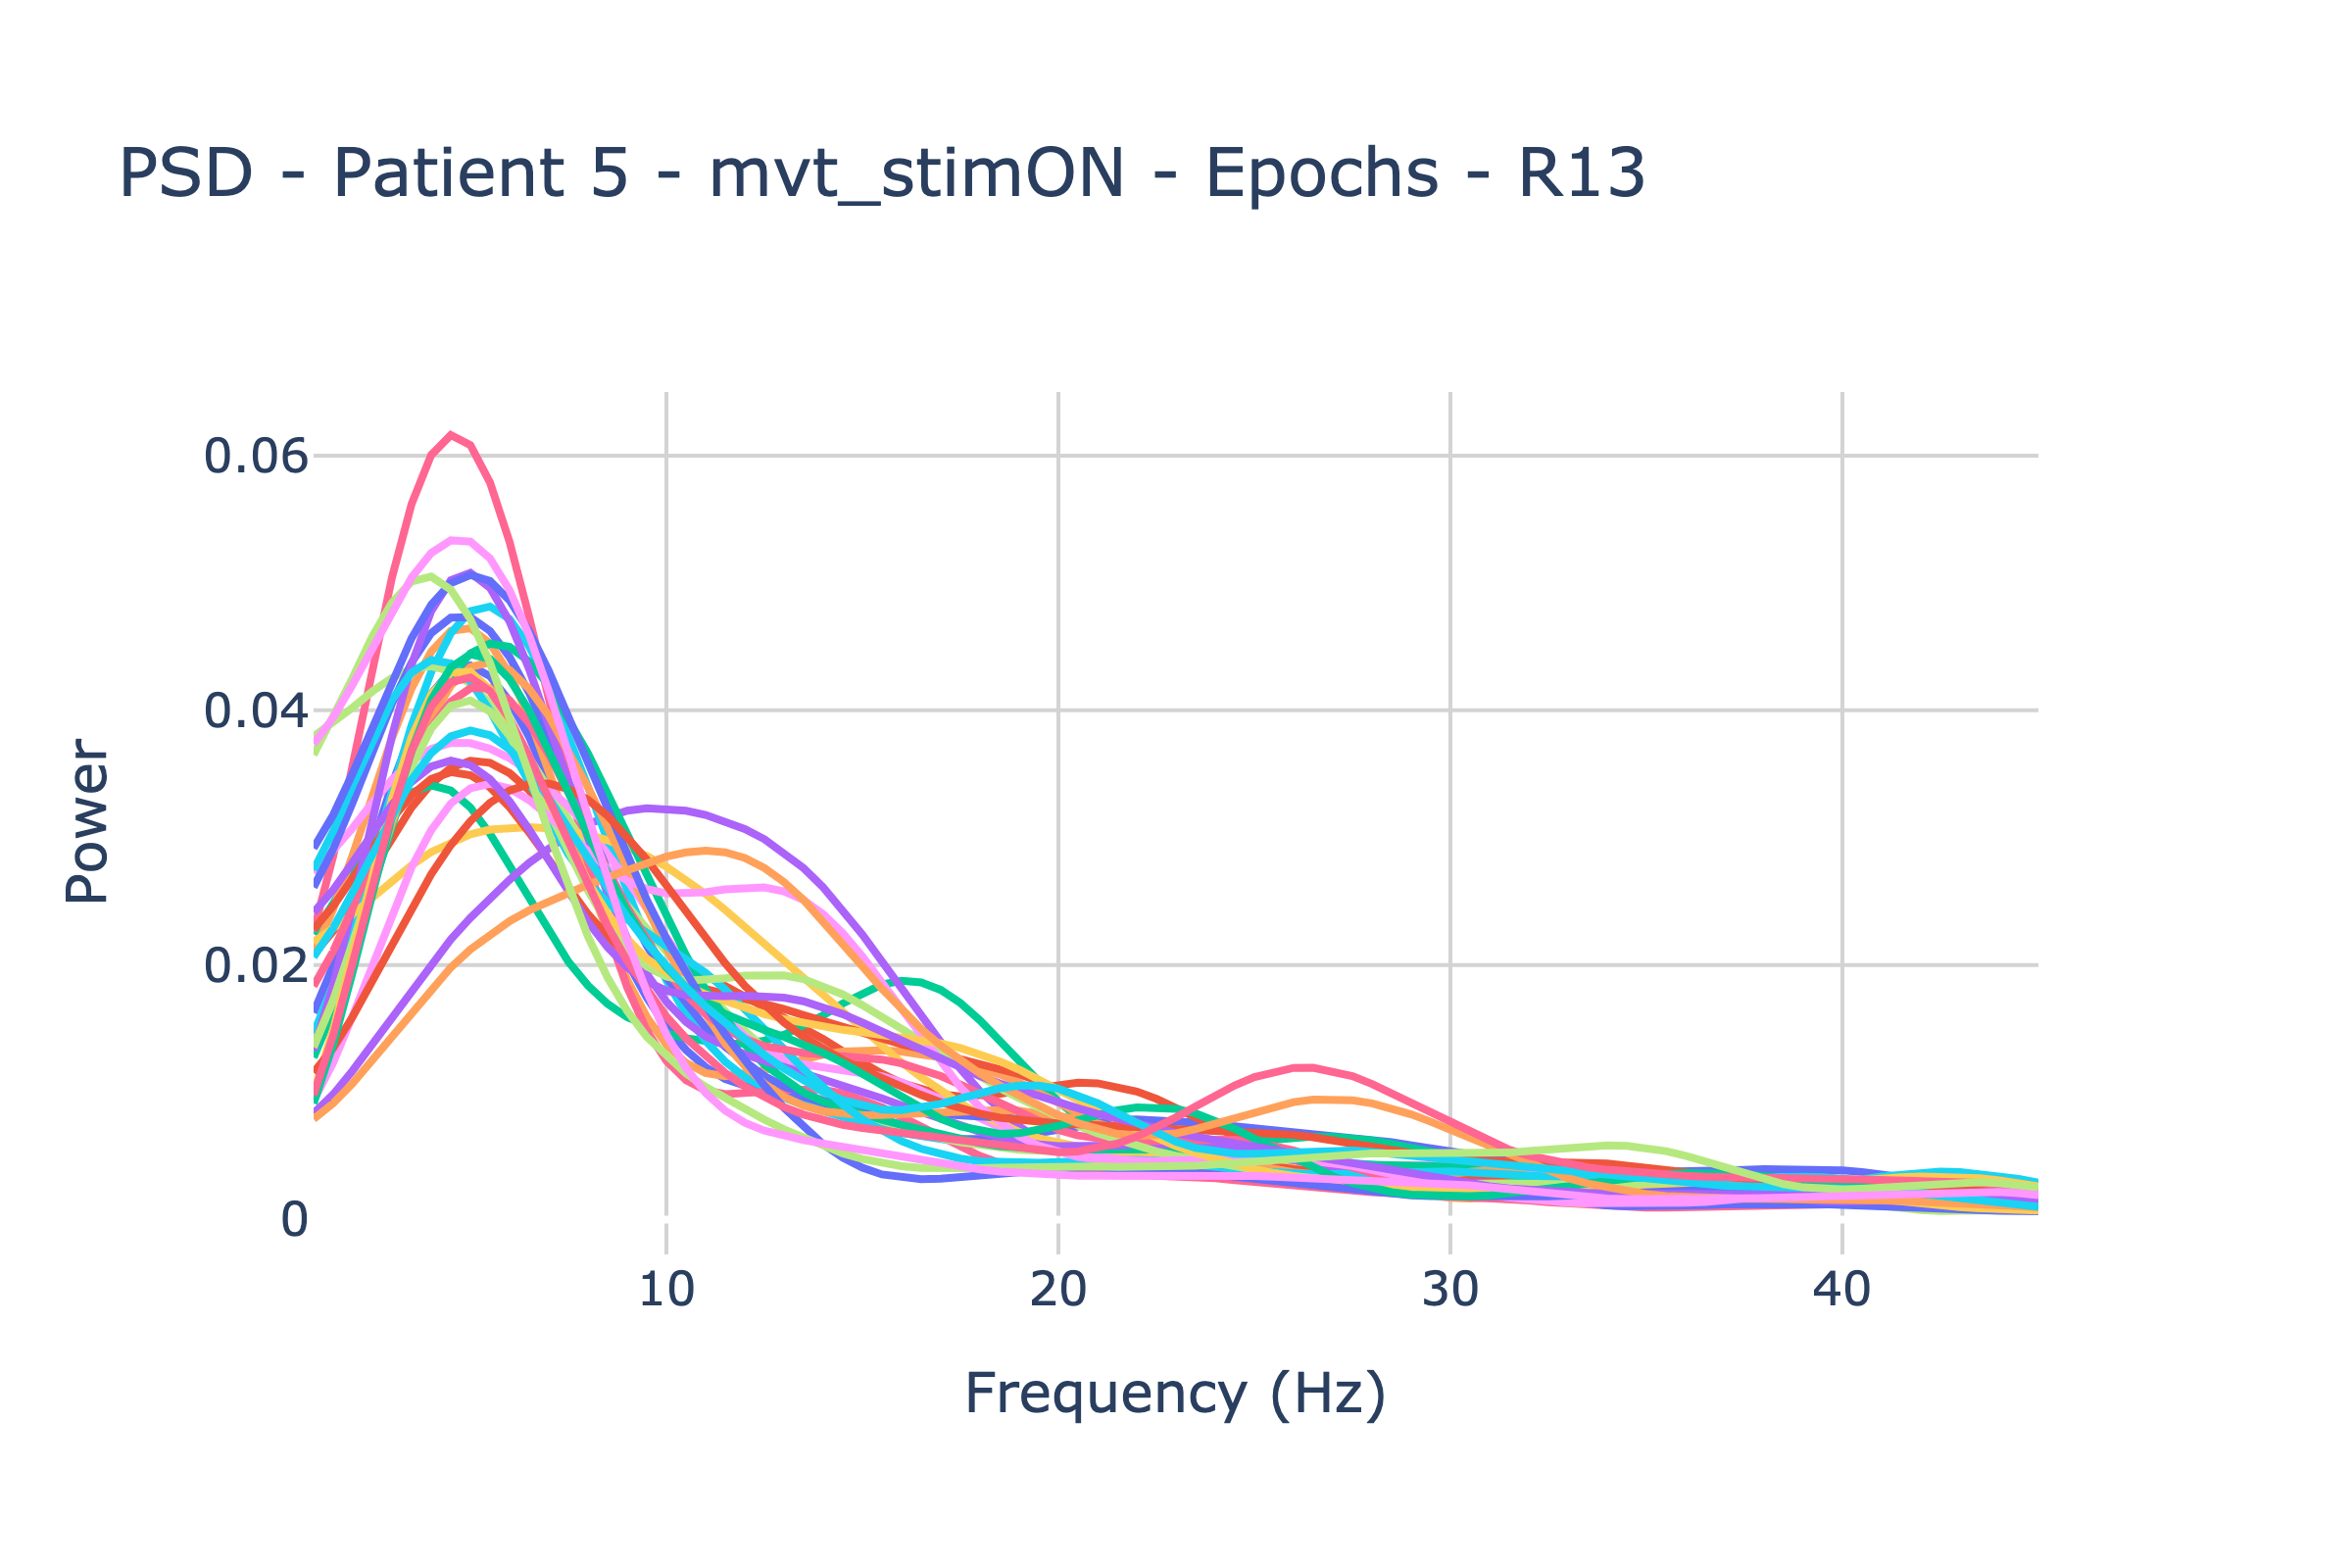 PSD - Patient 5 - mvt_stimON - Epochs - R13
0.06
0.04
0.02
0
Power
10 20 30 40
Frequency (Hz)